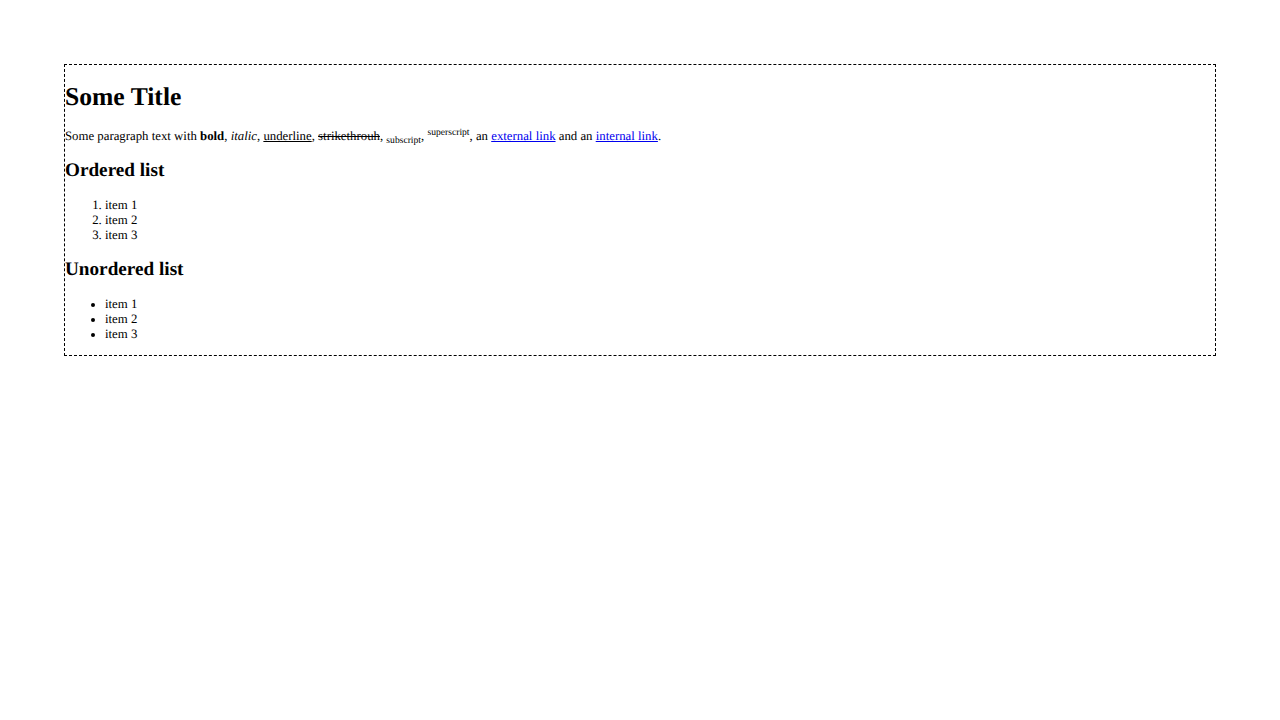 Some Title
Some paragraph text with bold, italic, underline, strikethrouh, subscript, superscript, an external link and an internal link.
Ordered list
1. item 1
2. item 2
3. item 3
Unordered list
• item 1
• item 2
• item 3